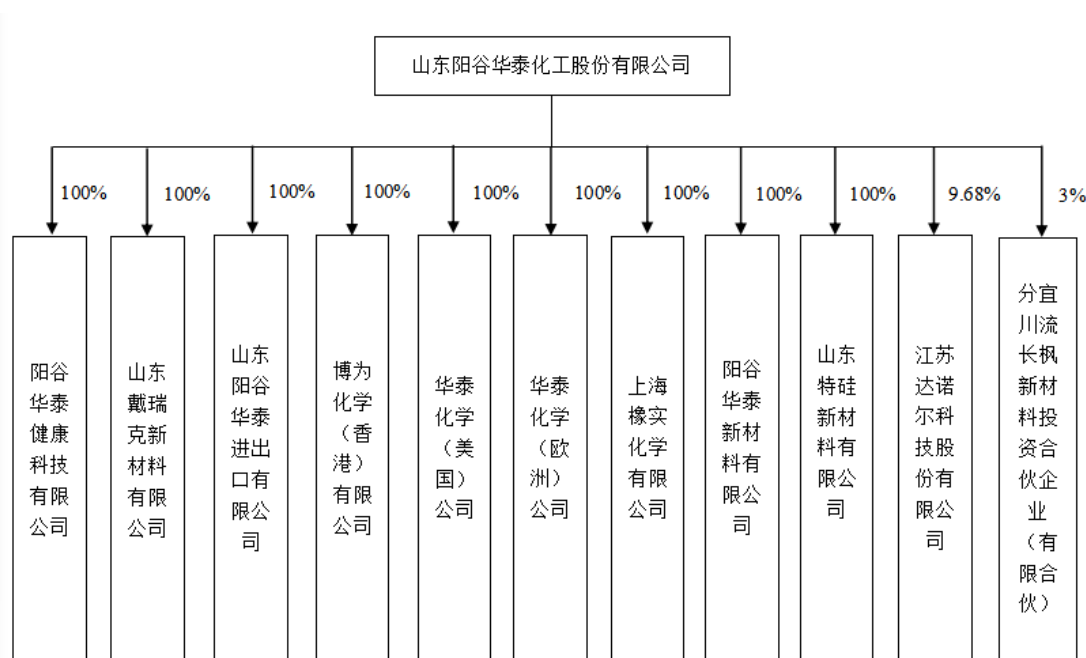 山东阳谷华泰化工股份有限公司
100%
100%
100%
100%
100%
100%
100%
100%
100%
9.68%
3%
阳谷
华泰
健康
科技
有限
公司
山东
戴瑞
克新
材料
有限
公司
山东
阳谷
华泰
进出
口有
限公
司
博为
化学
（香
港）
有限
公司
华泰
化学
（美
国）
公司
华泰
化学
（欧
洲）
公司
上海
橡实
化学
有限
公司
阳谷
华泰
新材
料有
限公
司
山东
特硅
新材
料有
限公
司
江苏
达诺
尔科
技股
份有
限公
司
分宜
川流
长枫
新材
料投
资合
伙企
业
（有
限合
伙）